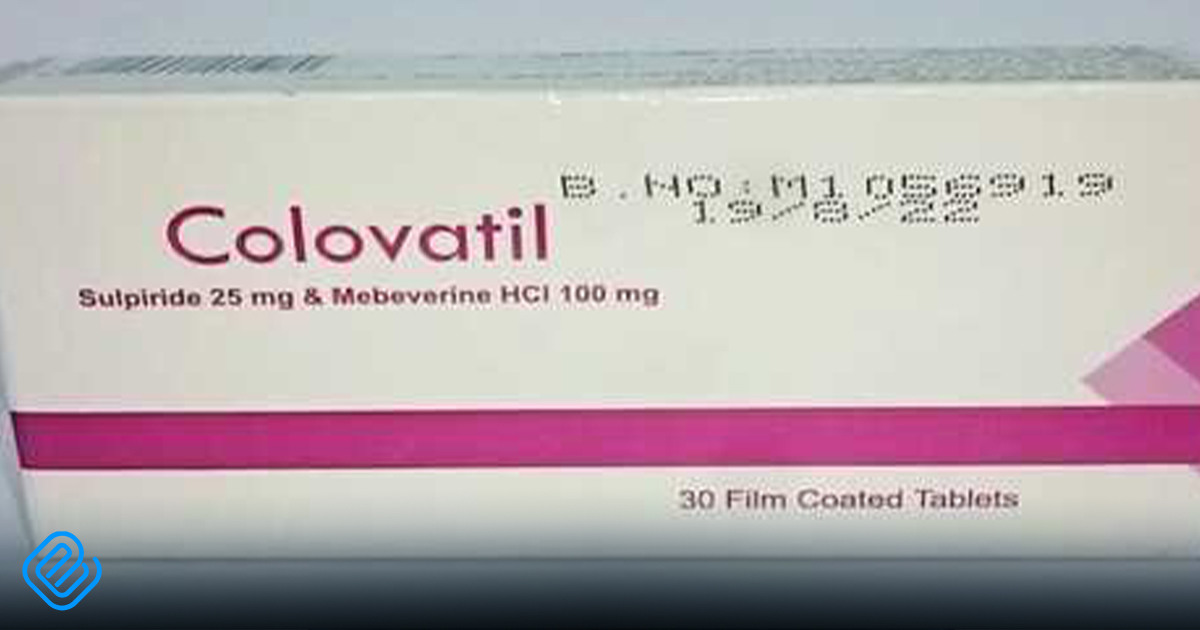 B.NO:M1056919
19/8/22
Colovatil
Sulpiride 25 mg & Mebeverine HCl 100 mg
30 Film Coated Tablets